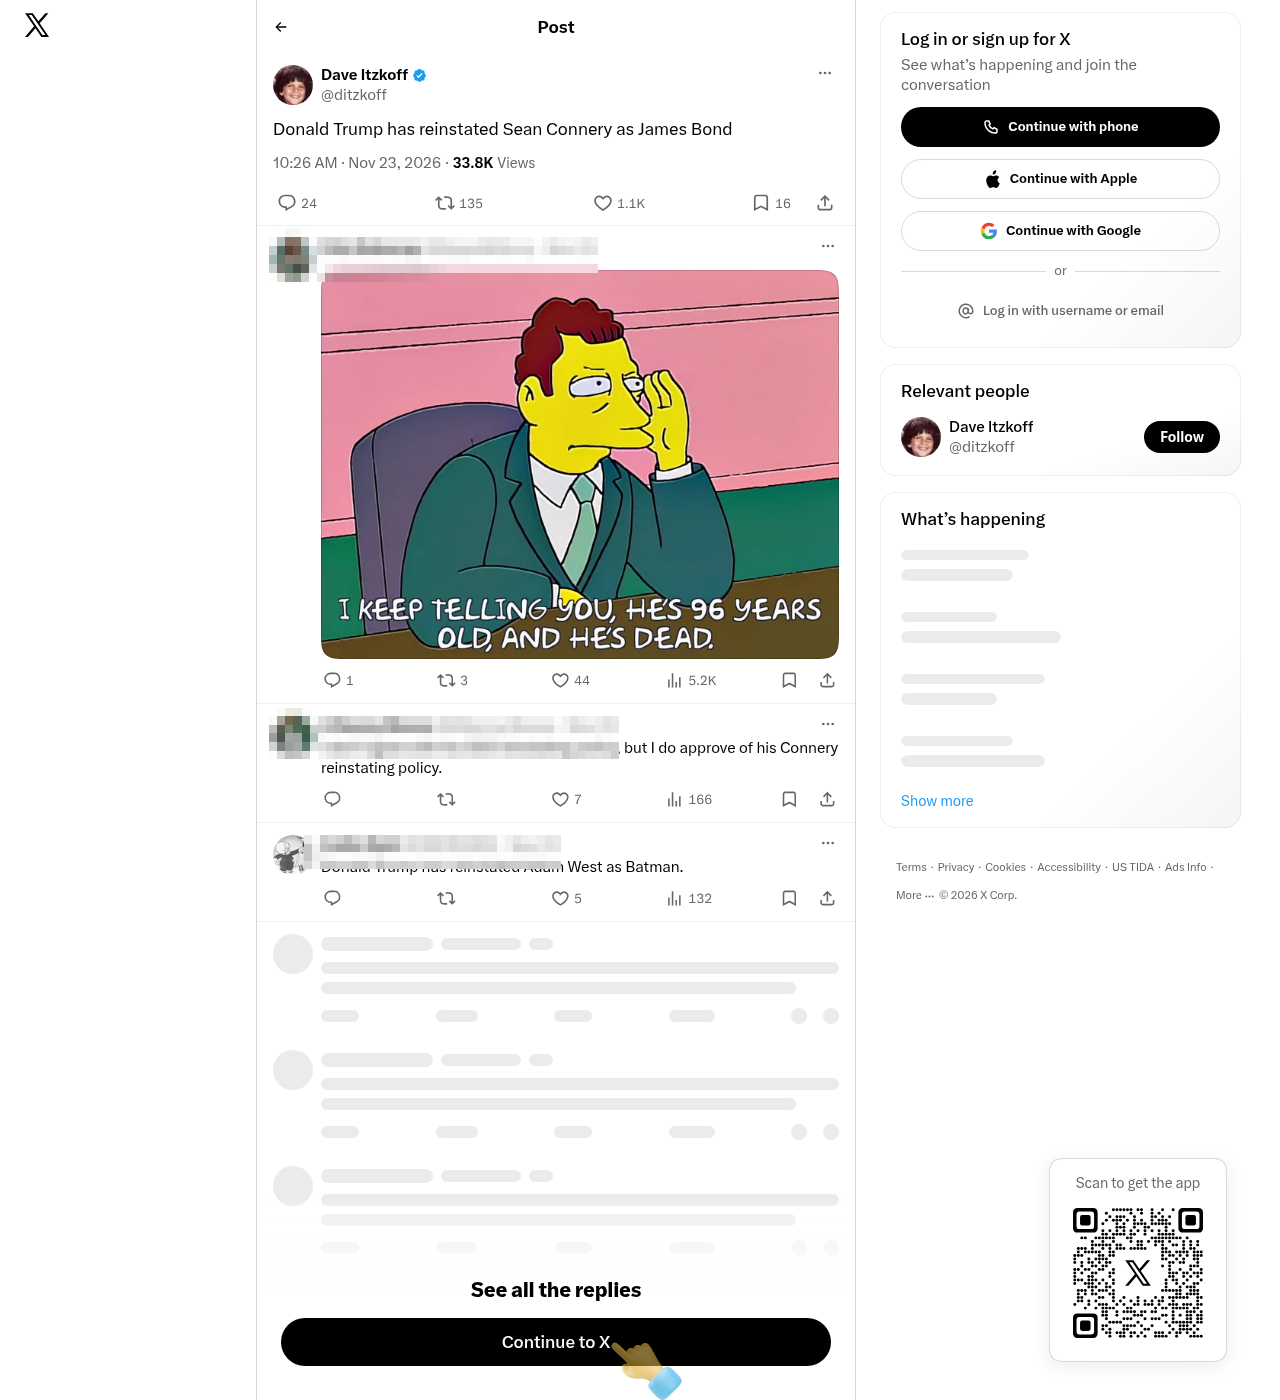 Post
Dave Itzkoff
@ditzkoff
Donald Trump has reinstated Sean Connery as James Bond
10:26 AM · Nov 23, 2026 · 33.8K Views
24 135 1.1K 16
I KEEP TELLING YOU, HE'S 96 YEARS
OLD, AND HE'S DEAD.
1 3 44 5.2K
, but I do approve of his Connery
reinstating policy.
7 166
Donald Trump has reinstated Adam West as Batman.
5 132
See all the replies
Continue to X
Log in or sign up for X
See what's happening and join the
conversation
Continue with phone
Continue with Apple
Continue with Google
or
Log in with username or email
Relevant people
Dave Itzkoff
@ditzkoff
Follow
What's happening
Show more
Terms · Privacy · Cookies · Accessibility · US TIDA · Ads Info ·
More ··· © 2026 X Corp.
Scan to get the app